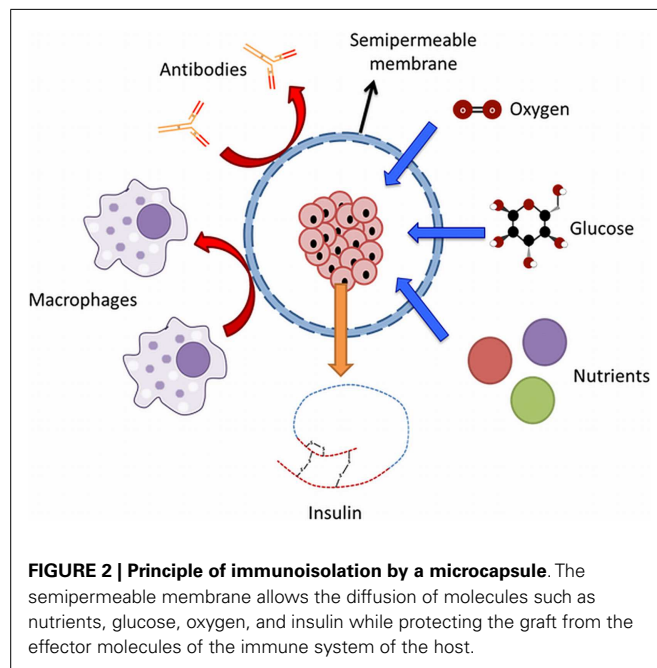 Semipermeable
membrane
Antibodies
Oxygen
Glucose
Macrophages
Nutrients
Insulin
FIGURE 2 | Principle of immunoisolation by a microcapsule. The
semipermeable membrane allows the diffusion of molecules such as
nutrients, glucose, oxygen, and insulin while protecting the graft from the
effector molecules of the immune system of the host.